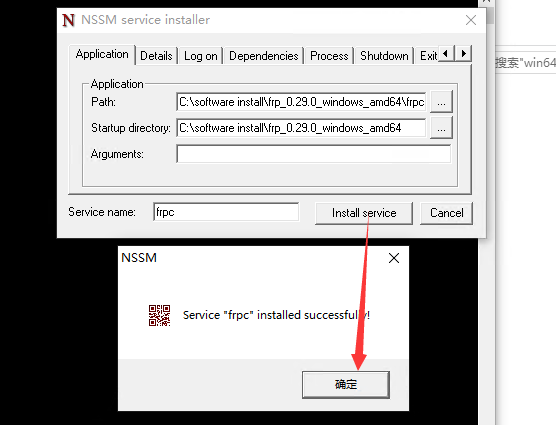 NSSM service installer
Application Details Log on Dependencies Process Shutdown Exit
Application
Path: C:\software install\frp_0.29.0_windows_amd64\frpc ...
Startup directory: C:\software install\frp_0.29.0_windows_amd64 ...
Arguments:
Service name: frpc Install service Cancel
搜索"win64
NSSM
Service "frpc" installed successfully!
确定